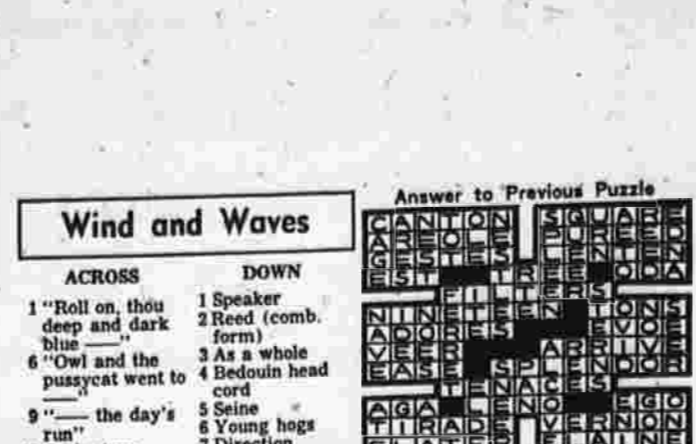 Wind and Waves
ACROSS
1 "Roll on, thou
deep and dark
blue —"
6 "Owl and the
pussycat went to
—"
9 "— the day's
run"
DOWN
1 Speaker
2 Reed (comb.
form)
3 As a whole
4 Bedouin head
cord
5 Seine
6 Young hogs
7 Direction
Answer to Previous Puzzle
CANTON SQUARE
AREOLE PUREED
GESTES LENTEN
EST TREE ODA
FILTERS
NINETEEN TONS
ADORES EVOE
VEER ARRIVE
EASE SPLENDOR
TENACES
AGA LENO EGO
TIRADE VERNON